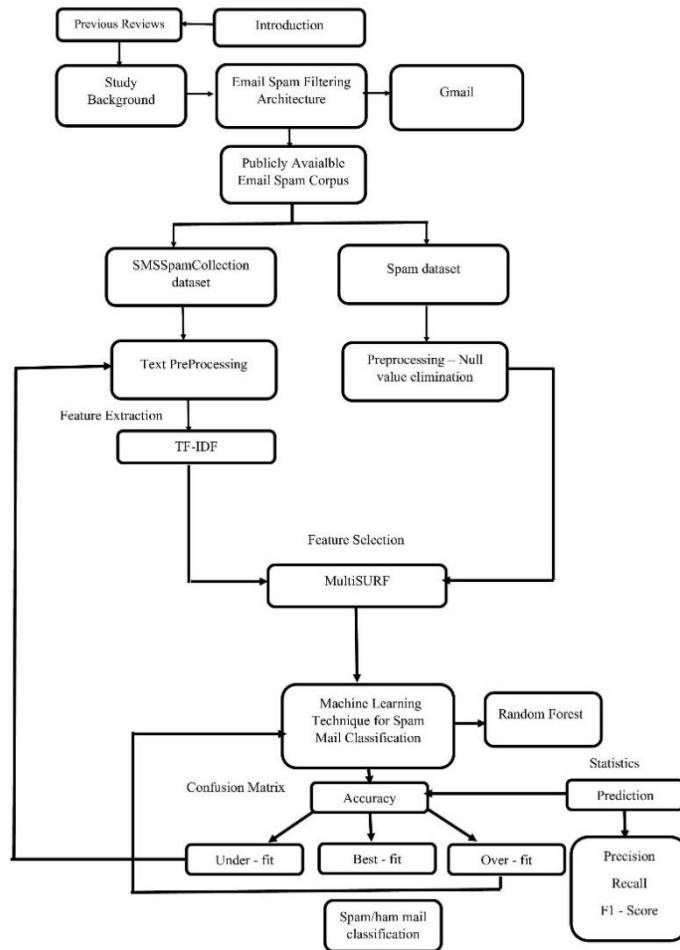 Previous Reviews
Introduction
Study
Background
Email Spam Filtering
Architecture
Gmail
Publicly Avaialble
Email Spam Corpus
SMSSpamCollection
dataset
Spam dataset
Text PreProcessing
Preprocessing – Null
value elimination
Feature Extraction
TF-IDF
Feature Selection
MultiSURF
Machine Learning
Technique for Spam
Mail Classification
Random Forest
Statistics
Confusion Matrix
Accuracy
Prediction
Under - fit
Best - fit
Over - fit
Precision
Recall
F1 - Score
Spam/ham mail
classification